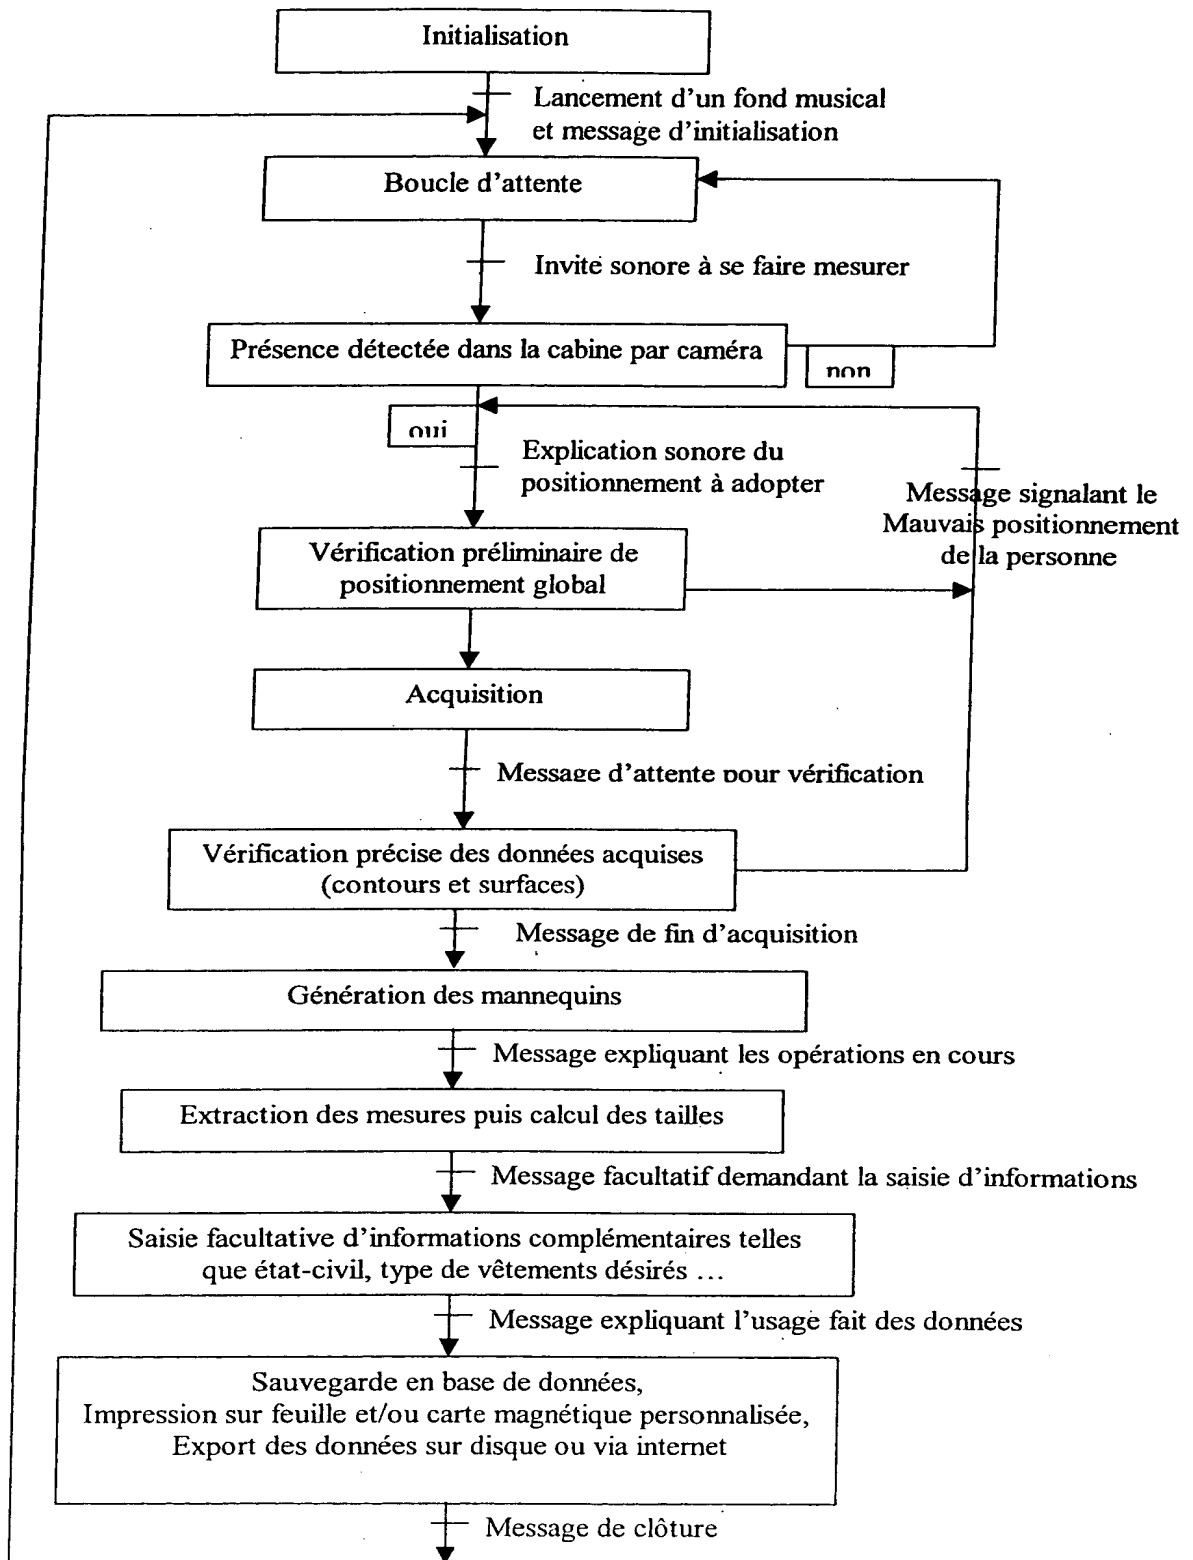 Initialisation
Lancement d'un fond musical
et message d'initialisation
Boucle d'attente
Invité sonore à se faire mesurer
Présence détectée dans la cabine par caméra
non
oui
Explication sonore du
positionnement à adopter
Message signalant le
Mauvais positionnement
de la personne
Vérification préliminaire de
positionnement global
Acquisition
Message d'attente pour vérification
Vérification précise des données acquises
(contours et surfaces)
Message de fin d'acquisition
Génération des mannequins
Message expliquant les opérations en cours
Extraction des mesures puis calcul des tailles
Message facultatif demandant la saisie d'informations
Saisie facultative d'informations complémentaires telles
que état-civil, type de vêtements désirés ...
Message expliquant l'usage fait des données
Sauvegarde en base de données,
Impression sur feuille et/ou carte magnétique personnalisée,
Export des données sur disque ou via internet
Message de clôture